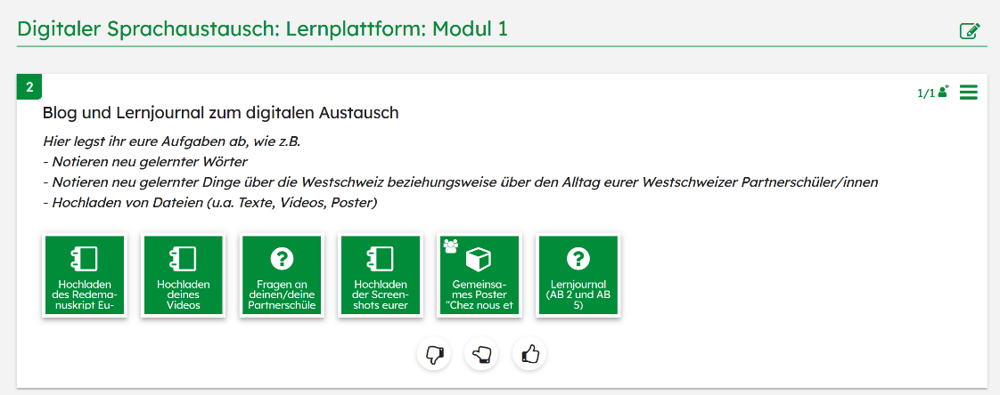 Digitaler Sprachaustausch: Lernplattform: Modul 1
2
1/1
Blog und Lernjournal zum digitalen Austausch
Hier legst ihr eure Aufgaben ab, wie z.B.
- Notieren neu gelernter Wörter
- Notieren neu gelernter Dinge über die Westschweiz beziehungsweise über den Alltag eurer Westschweizer Partnerschüler/innen
- Hochladen von Dateien (u.a. Texte, Videos, Poster)
Hochladen
des Redema-
nuskript Eu-
Hochladen
deines
Videos
Fragen an
deinen/deine
Partnerschüle
Hochladen
der Screen-
shots eurer
Gemeinsa-
mes Poster
"Chez nous et
Lernjournal
(AB 2 und AB
5)